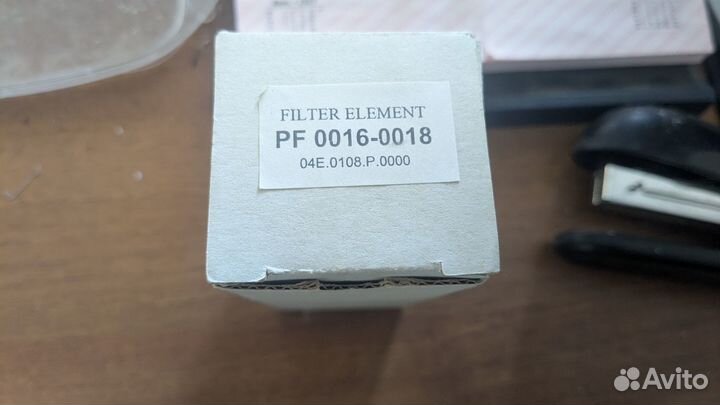 FILTER ELEMENT
PF 0016-0018
04E.0108.P.0000
Avito